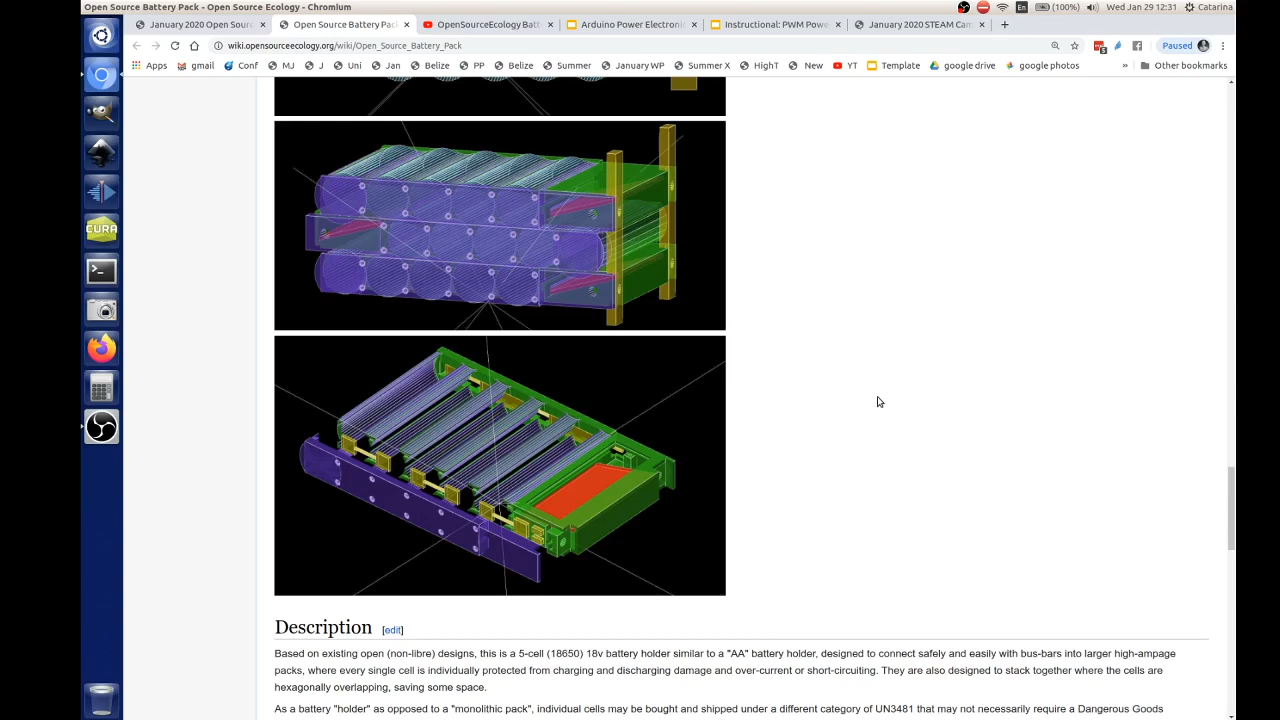 Open Source Battery Pack - Open Source Ecology - Chromium
En
(100%)
Wed Jan 29 12:31
Catarina
January 2020 Open Sourc
Open Source Battery Pack
OpenSourceEcology Batt
Arduino Power Electronic
Instructional: PWM Powe
January 2020 STEAM Cam
wiki.opensourceecology.org/wiki/Open_Source_Battery_Pack
Paused
Apps
gmail
Conf
MJ
J
Uni
Jan
Belize
PP
Belize
Summer
January WP
Summer X
HighT
New
YT
Template
google drive
google photos
»
Other bookmarks
CURA
Description [edit]
Based on existing open (non-libre) designs, this is a 5-cell (18650) 18v battery holder similar to a "AA" battery holder, designed to connect safely and easily with bus-bars into larger high-ampage
packs, where every single cell is individually protected from charging and discharging damage and over-current or short-circuiting. They are also designed to stack together where the cells are
hexagonally overlapping, saving some space.
As a battery "holder" as opposed to a "monolithic pack", individual cells may be bought and shipped under a different category of UN3481 that may not necessarily require a Dangerous Goods